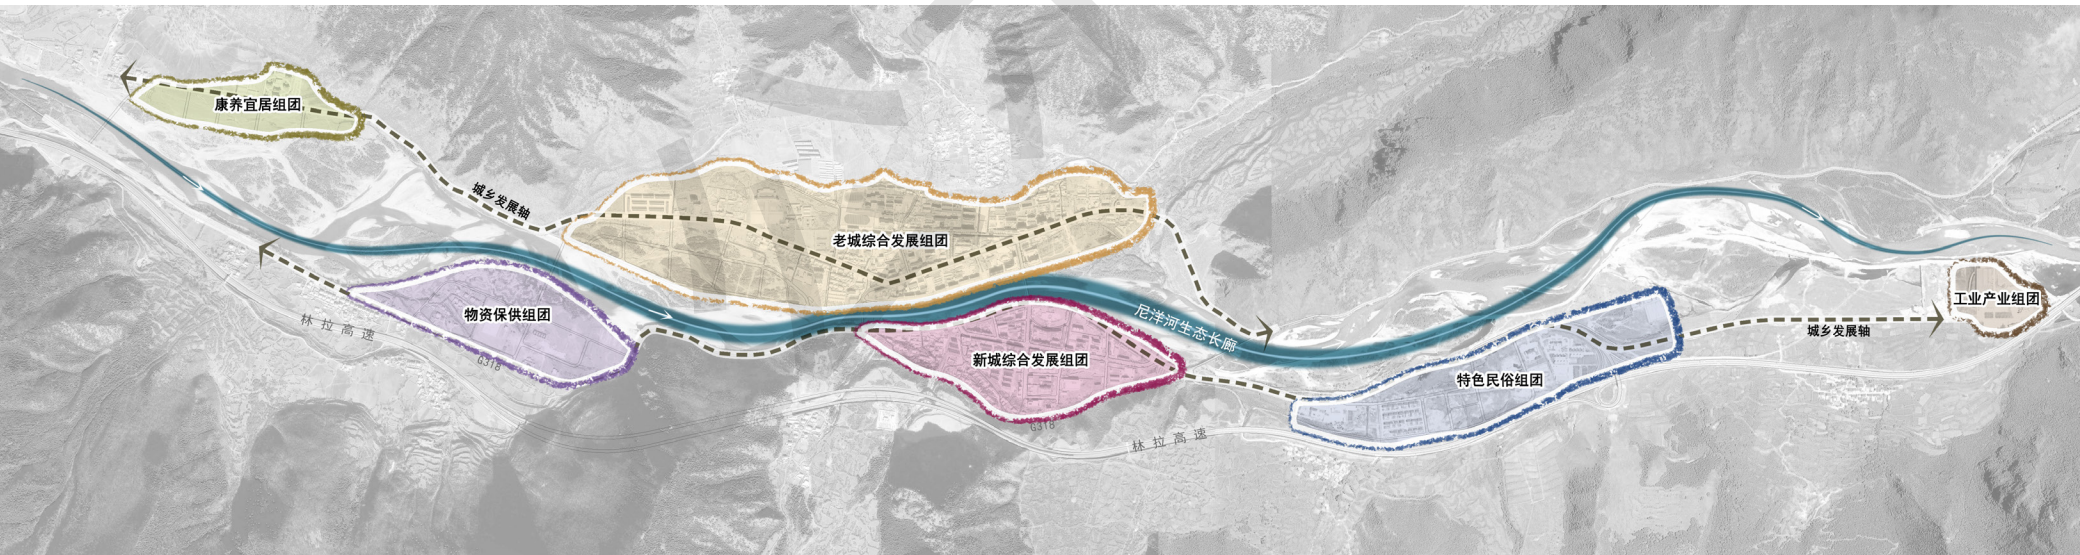 康养宜居组团
城乡发展轴
老城综合发展组团
物资保供组团
林拉高速
G318
尼洋河生态长廊
新城综合发展组团
G318
林拉高速
特色民俗组团
城乡发展轴
工业产业组团